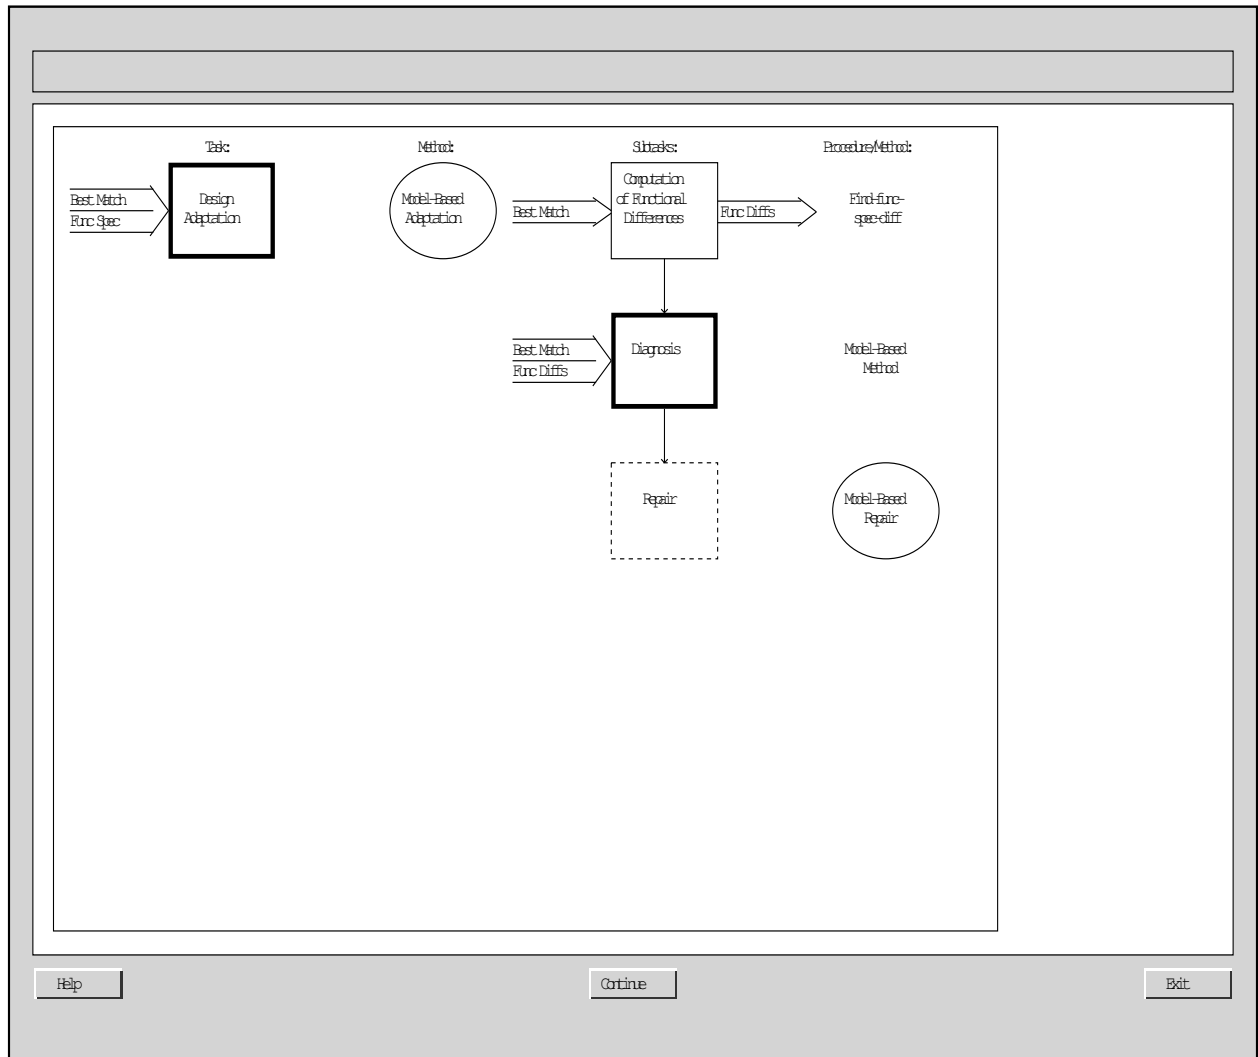 Task:
Method:
Subtasks:
Procedure/Method:
Best Match
Func Spec
Design
Adaptation
Model-Based
Adaptation
Best Match
Computation
of Functional
Differences
Func Diffs
Find-func-
spec-diff
Best Match
Func Diffs
Diagnosis
Model-Based
Method
Repair
Model-Based
Repair
Help
Continue
Exit